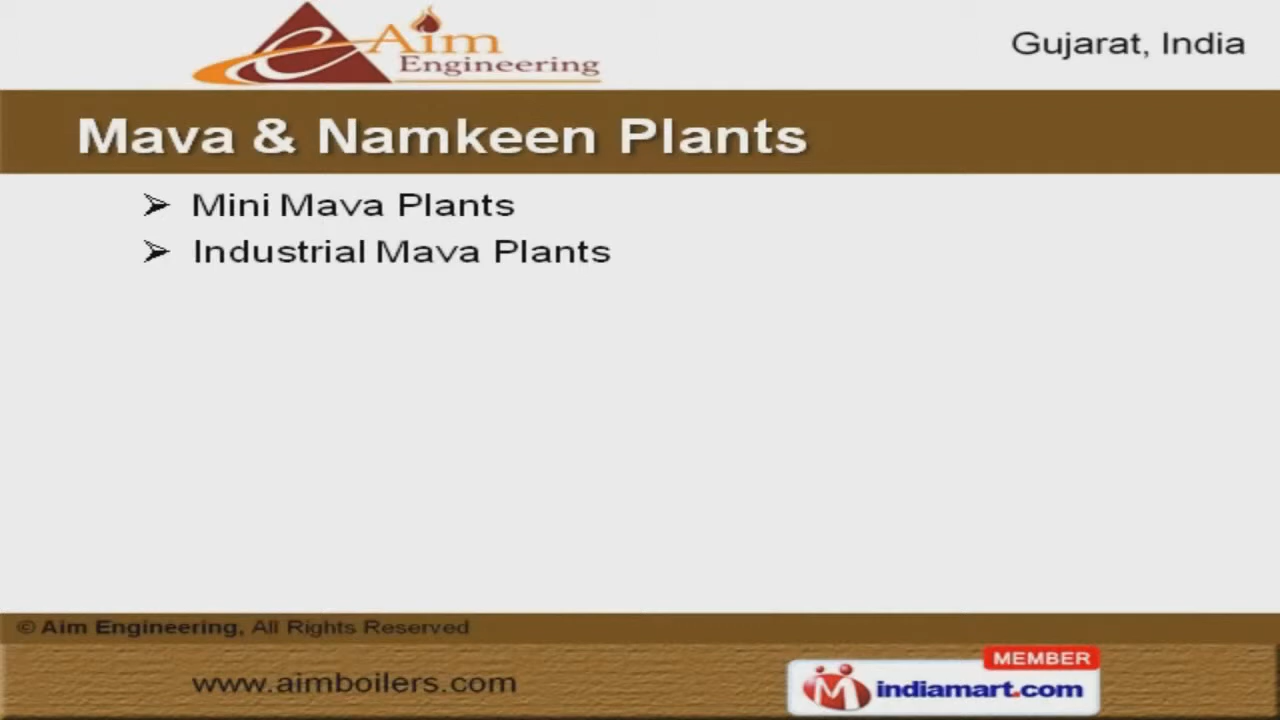 e Aim
Engineering
Gujarat, India
Mava & Namkeen Plants
➢ Mini Mava Plants
➢ Industrial Mava Plants
© Aim Engineering, All Rights Reserved
www.aimboilers.com
MEMBER
M indiamart.com